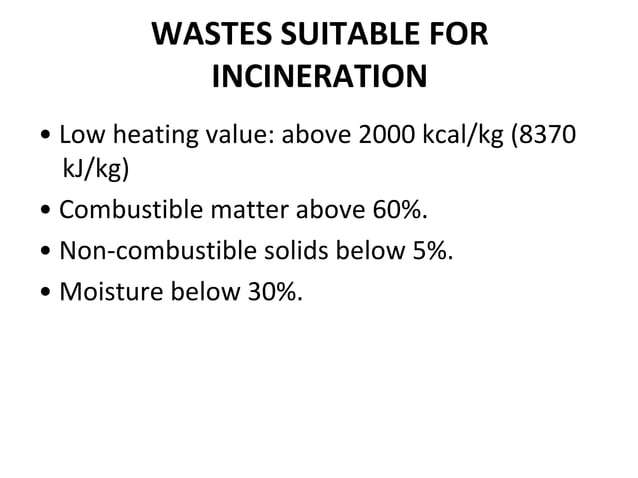 WASTES SUITABLE FOR
INCINERATION
• Low heating value: above 2000 kcal/kg (8370
kJ/kg)
• Combustible matter above 60%.
• Non-combustible solids below 5%.
• Moisture below 30%.